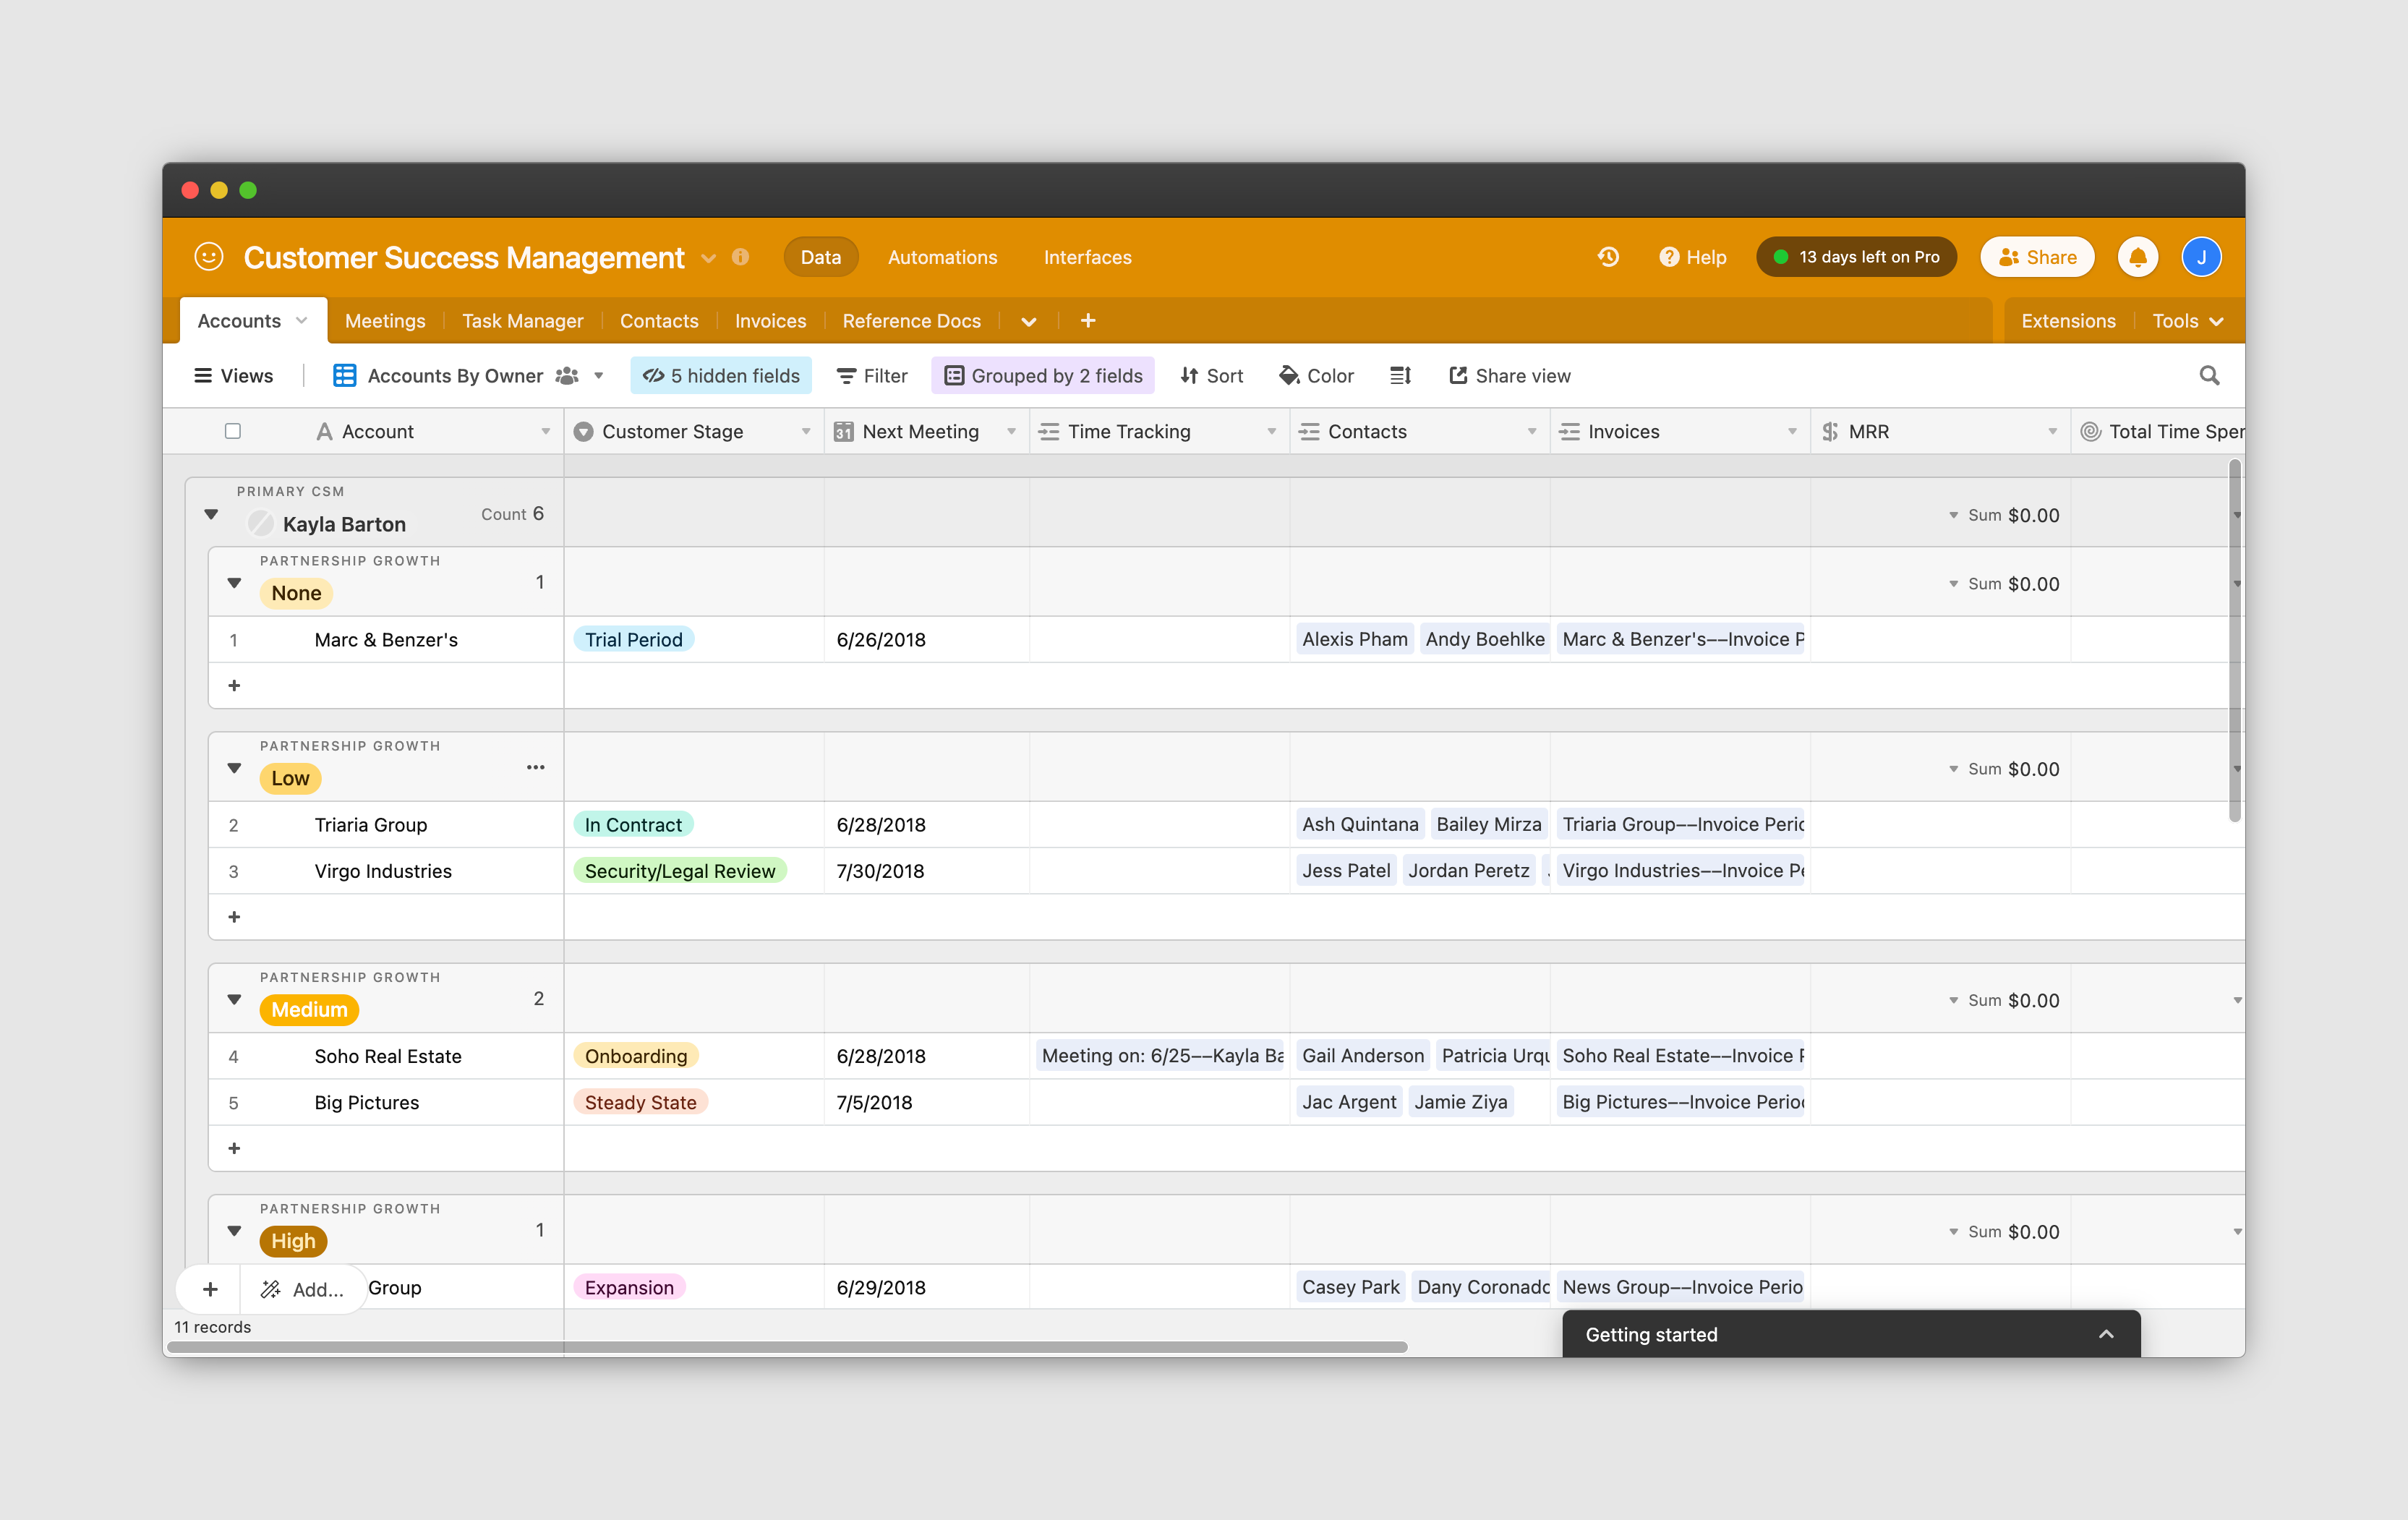 Customer Success Management Data Automations Interfaces Help 13 days left on Pro Share J
Accounts Meetings Task Manager Contacts Invoices Reference Docs Extensions Tools
Views Accounts By Owner 5 hidden fields Filter Grouped by 2 fields Sort Color Share view
Account Customer Stage 31 Next Meeting Time Tracking Contacts Invoices $ MRR Total Time Sper
PRIMARY CSM
Kayla Barton Count 6 Sum $0.00
PARTNERSHIP GROWTH
None 1 Sum $0.00
1 Marc & Benzer's Trial Period 6/26/2018 Alexis Pham Andy Boehlke Marc & Benzer's––Invoice P
+
PARTNERSHIP GROWTH
Low ... Sum $0.00
2 Triaria Group In Contract 6/28/2018 Ash Quintana Bailey Mirza Triaria Group––Invoice Peric
3 Virgo Industries Security/Legal Review 7/30/2018 Jess Patel Jordan Peretz Virgo Industries––Invoice Pe
+
PARTNERSHIP GROWTH
Medium 2 Sum $0.00
4 Soho Real Estate Onboarding 6/28/2018 Meeting on: 6/25––Kayla Ba Gail Anderson Patricia Urqu Soho Real Estate––Invoice P
5 Big Pictures Steady State 7/5/2018 Jac Argent Jamie Ziya Big Pictures––Invoice Period
+
PARTNERSHIP GROWTH
High 1 Sum $0.00
+ Add... Group Expansion 6/29/2018 Casey Park Dany Coronado News Group––Invoice Perio
11 records
Getting started